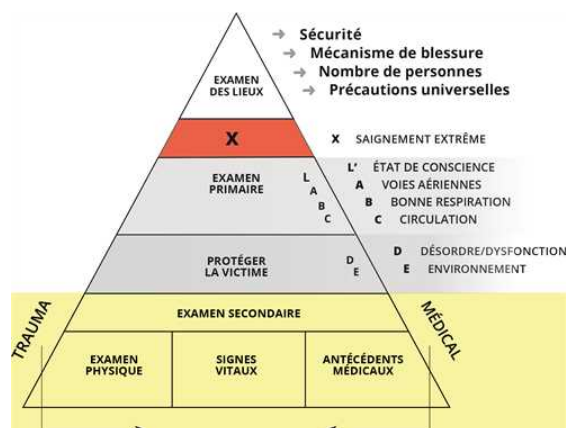 → Sécurité
→ Mécanisme de blessure
→ Nombre de personnes
→ Précautions universelles
EXAMEN
DES LIEUX
X
X SAIGNEMENT EXTRÊME
EXAMEN
PRIMAIRE
L
A
B
C
L' ÉTAT DE CONSCIENCE
A VOIES AÉRIENNES
B BONNE RESPIRATION
C CIRCULATION
PROTÉGER
LA VICTIME
D
E
D DÉSORDRE/DYSFONCTION
E ENVIRONNEMENT
TRAUMA
MÉDICAL
EXAMEN SECONDAIRE
EXAMEN
PHYSIQUE
SIGNES
VITAUX
ANTÉCÉDENTS
MÉDICAUX